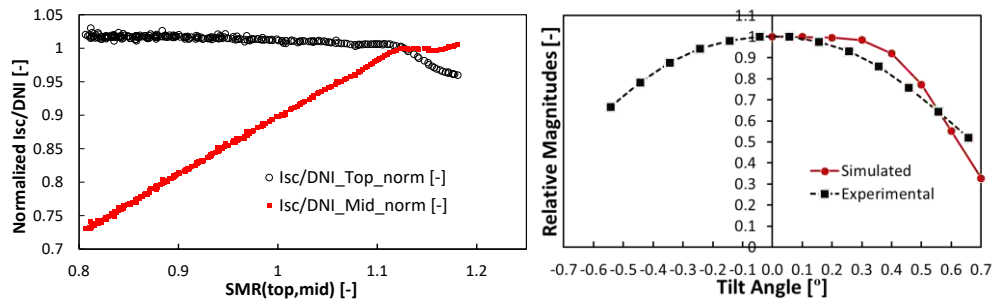 Normalized Isc/DNI [-]
1.05
1
0.95
0.9
0.85
0.8
0.75
0.7
Isc/DNI_Top_norm [-]
Isc/DNI_Mid_norm [-]
0.8 0.9 1 1.1 1.2
SMR(top,mid) [-]
Relative Magnitudes [-]
1.1
1
0.9
0.8
0.7
0.6
0.5
0.4
0.3
0.2
0.1
0
Simulated
Experimental
-0.7 -0.6 -0.5 -0.4 -0.3 -0.2 -0.1 0.0 0.1 0.2 0.3 0.4 0.5 0.6 0.7
Tilt Angle [º]